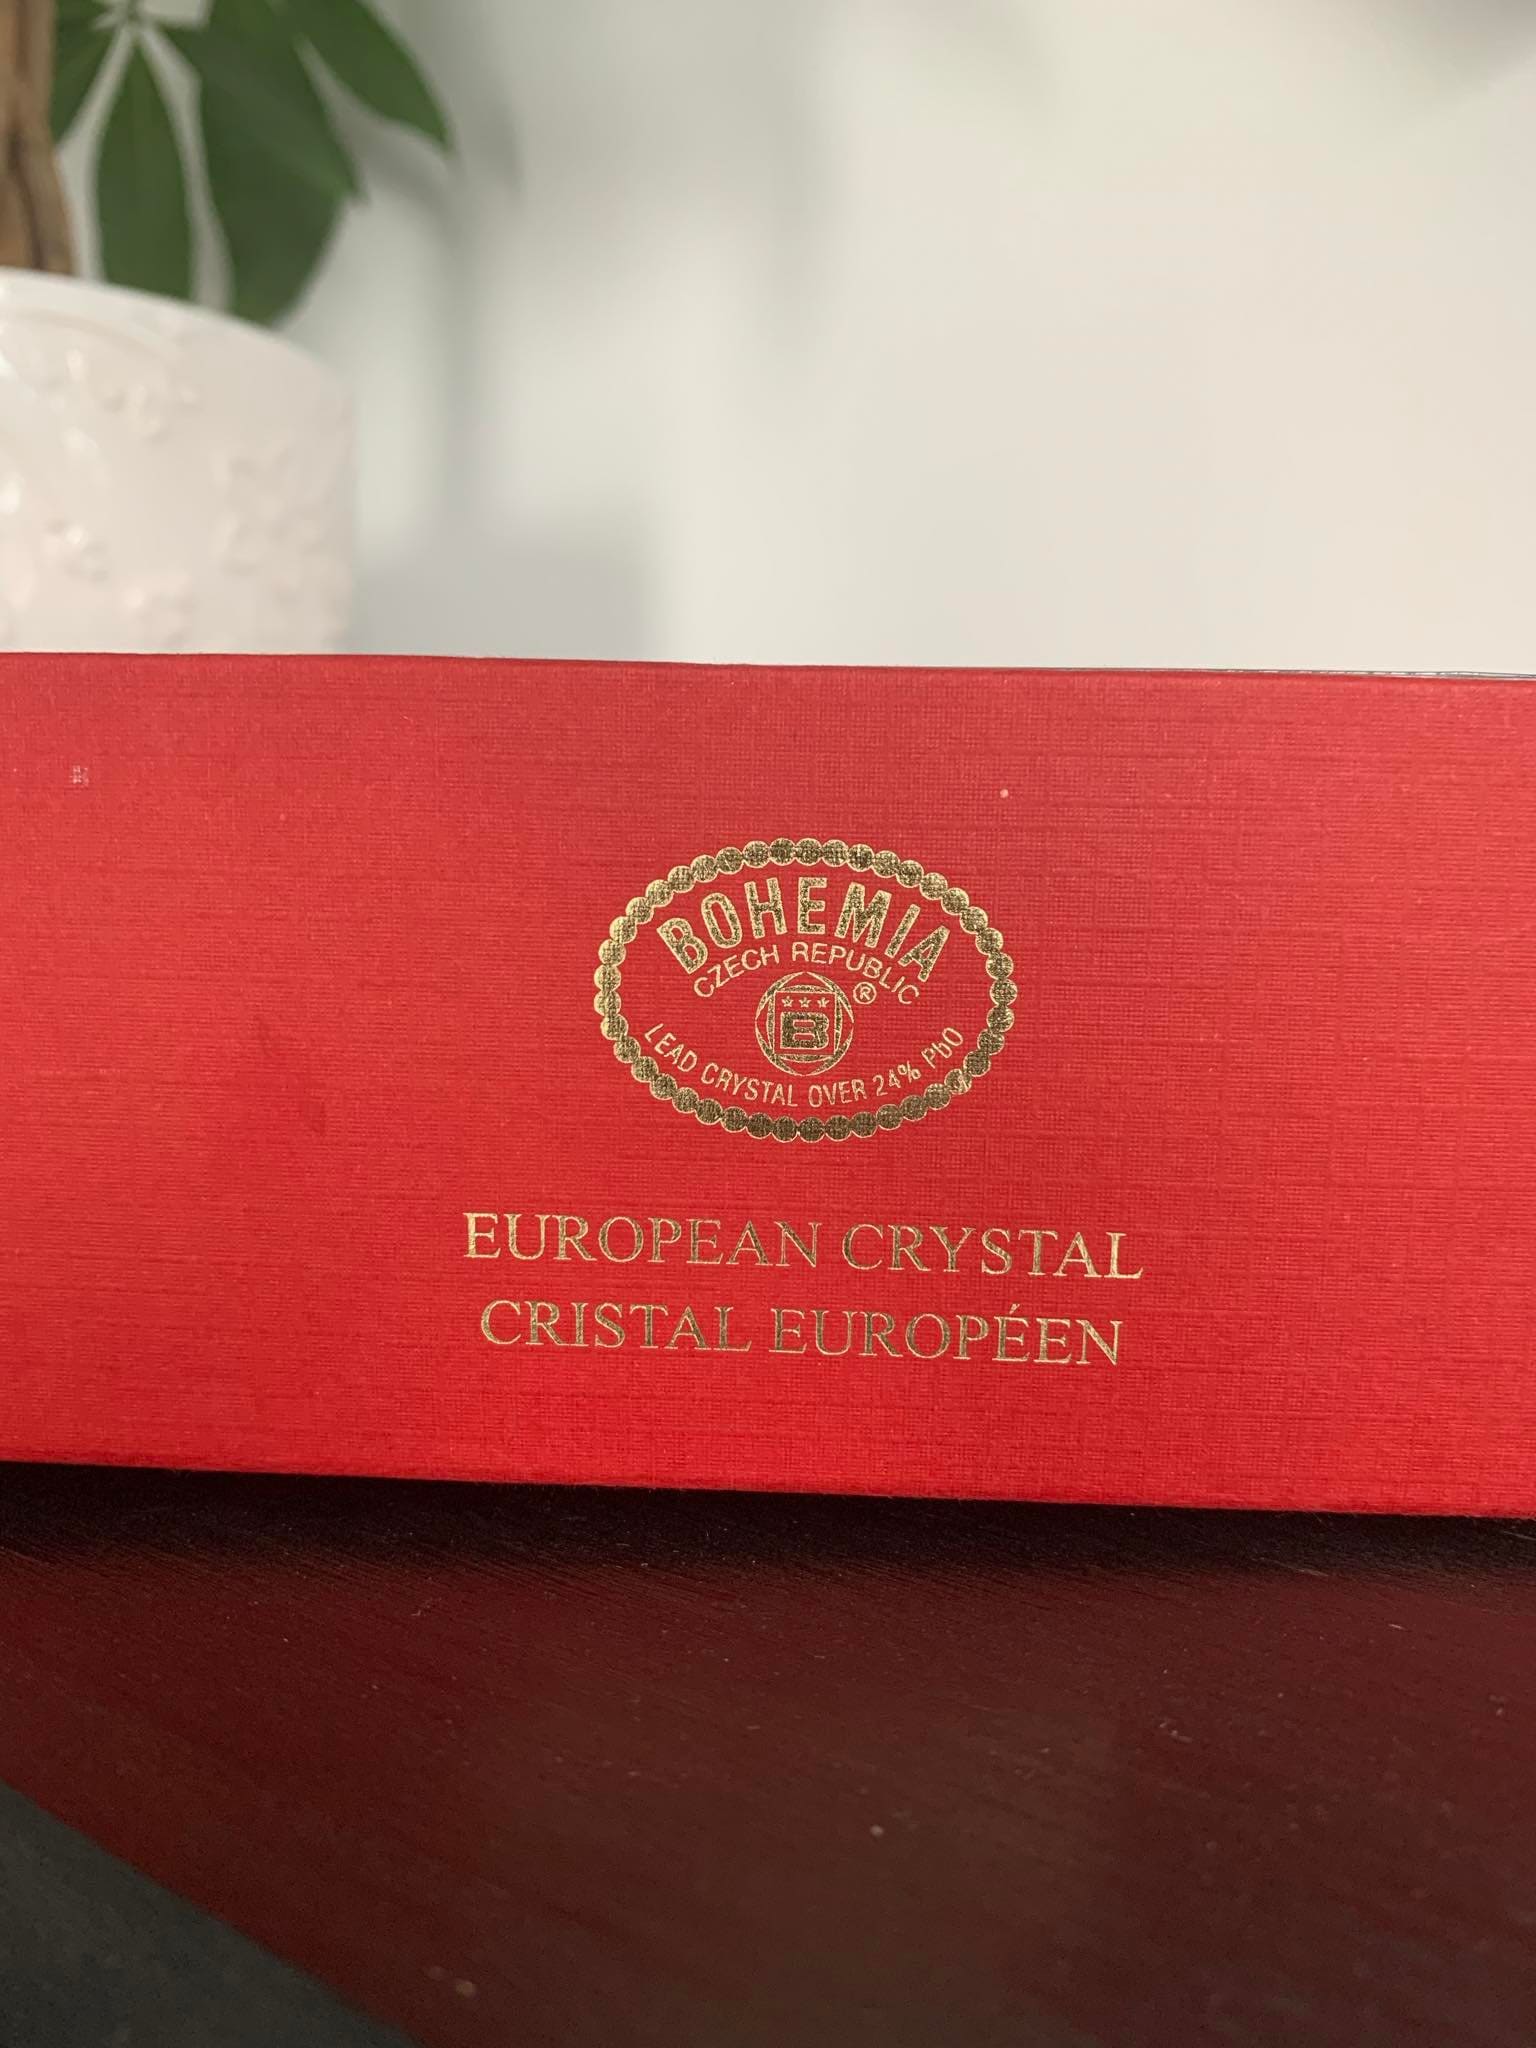 BOHEMIA
CZECH REPUBLIC
®
B
LEAD CRYSTAL OVER 24% PbO
EUROPEAN CRYSTAL
CRISTAL EUROPÉEN